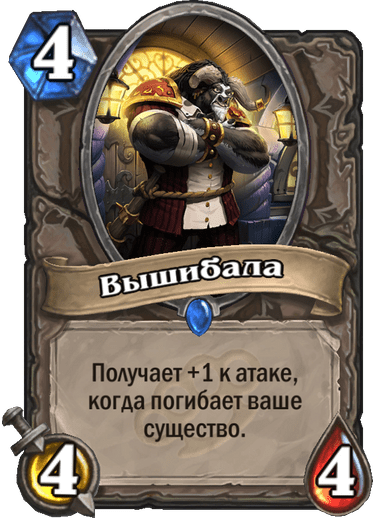 4
Вышибала
Получает +1 к атаке,
когда погибает ваше
существо.
4
4